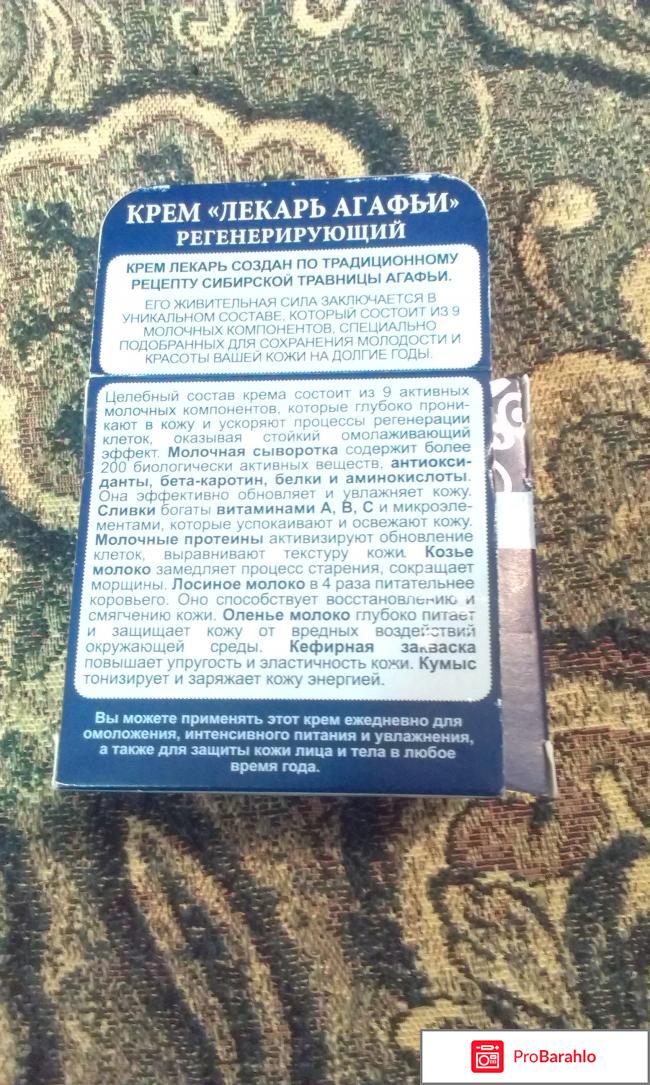 КРЕМ «ЛЕКАРЬ АГАФЬИ»
РЕГЕНЕРИРУЮЩИЙ
КРЕМ ЛЕКАРЬ СОЗДАН ПО ТРАДИЦИОННОМУ
РЕЦЕПТУ СИБИРСКОЙ ТРАВНИЦЫ АГАФЬИ.
ЕГО ЖИВИТЕЛЬНАЯ СИЛА ЗАКЛЮЧАЕТСЯ В
УНИКАЛЬНОМ СОСТАВЕ, КОТОРЫЙ СОСТОИТ ИЗ 9
МОЛОЧНЫХ КОМПОНЕНТОВ, СПЕЦИАЛЬНО
ПОДОБРАННЫХ ДЛЯ СОХРАНЕНИЯ МОЛОДОСТИ И
КРАСОТЫ ВАШЕЙ КОЖИ НА ДОЛГИЕ ГОДЫ.
Целебный состав крема состоит из 9 активных
молочных компонентов, которые глубоко прони-
кают в кожу и ускоряют процессы регенерации
клеток, оказывая стойкий омолаживающий
эффект. Молочная сыворотка содержит более
200 биологически активных веществ, антиокси-
данты, бета-каротин, белки и аминокислоты.
Она эффективно обновляет и увлажняет кожу.
Сливки богаты витаминами А, В, С и микроэле-
ментами, которые успокаивают и освежают кожу.
Молочные протеины активизируют обновление
клеток, выравнивают текстуру кожи. Козье
молоко замедляет процесс старения, сокращает
морщины. Лосиное молоко в 4 раза питательнее
коровьего. Оно способствует восстановлению и
смягчению кожи. Оленье молоко глубоко питает
и защищает кожу от вредных воздействий
окружающей среды. Кефирная закваска
повышает упругость и эластичность кожи. Кумыс
тонизирует и заряжает кожу энергией.
Вы можете применять этот крем ежедневно для
омоложения, интенсивного питания и увлажнения,
а также для защиты кожи лица и тела в любое
время года.
ProBarahlo